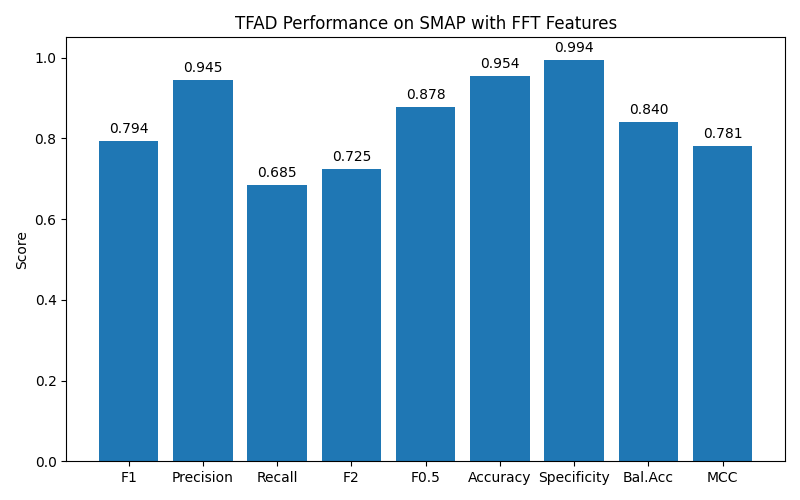 TFAD Performance on SMAP with FFT Features
Score
1.0
0.8
0.6
0.4
0.2
0.0
0.794
0.945
0.685
0.725
0.878
0.954
0.994
0.840
0.781
F1
Precision
Recall
F2
F0.5
Accuracy
Specificity
Bal.Acc
MCC